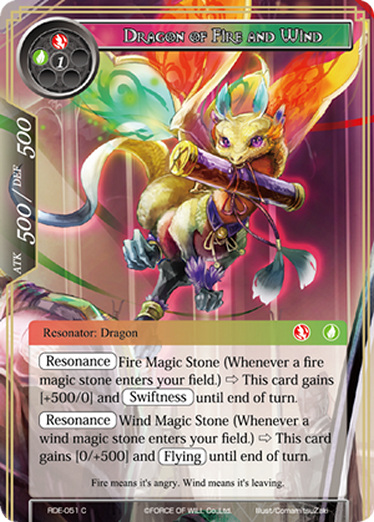 Dragon of Fire and Wind
1
ATK 500 / DEF 500
Resonator: Dragon
Resonance Fire Magic Stone (Whenever a fire
magic stone enters your field.) ⇨ This card gains
[+500/0] and Swiftness until end of turn.
Resonance Wind Magic Stone (Whenever a
wind magic stone enters your field.) ⇨ This card
gains [0/+500] and Flying until end of turn.
Fire means it's angry. Wind means it's leaving.
RDE-051 C ©FORCE OF WILL Co.,Ltd. Illust/ComamitsuZaki